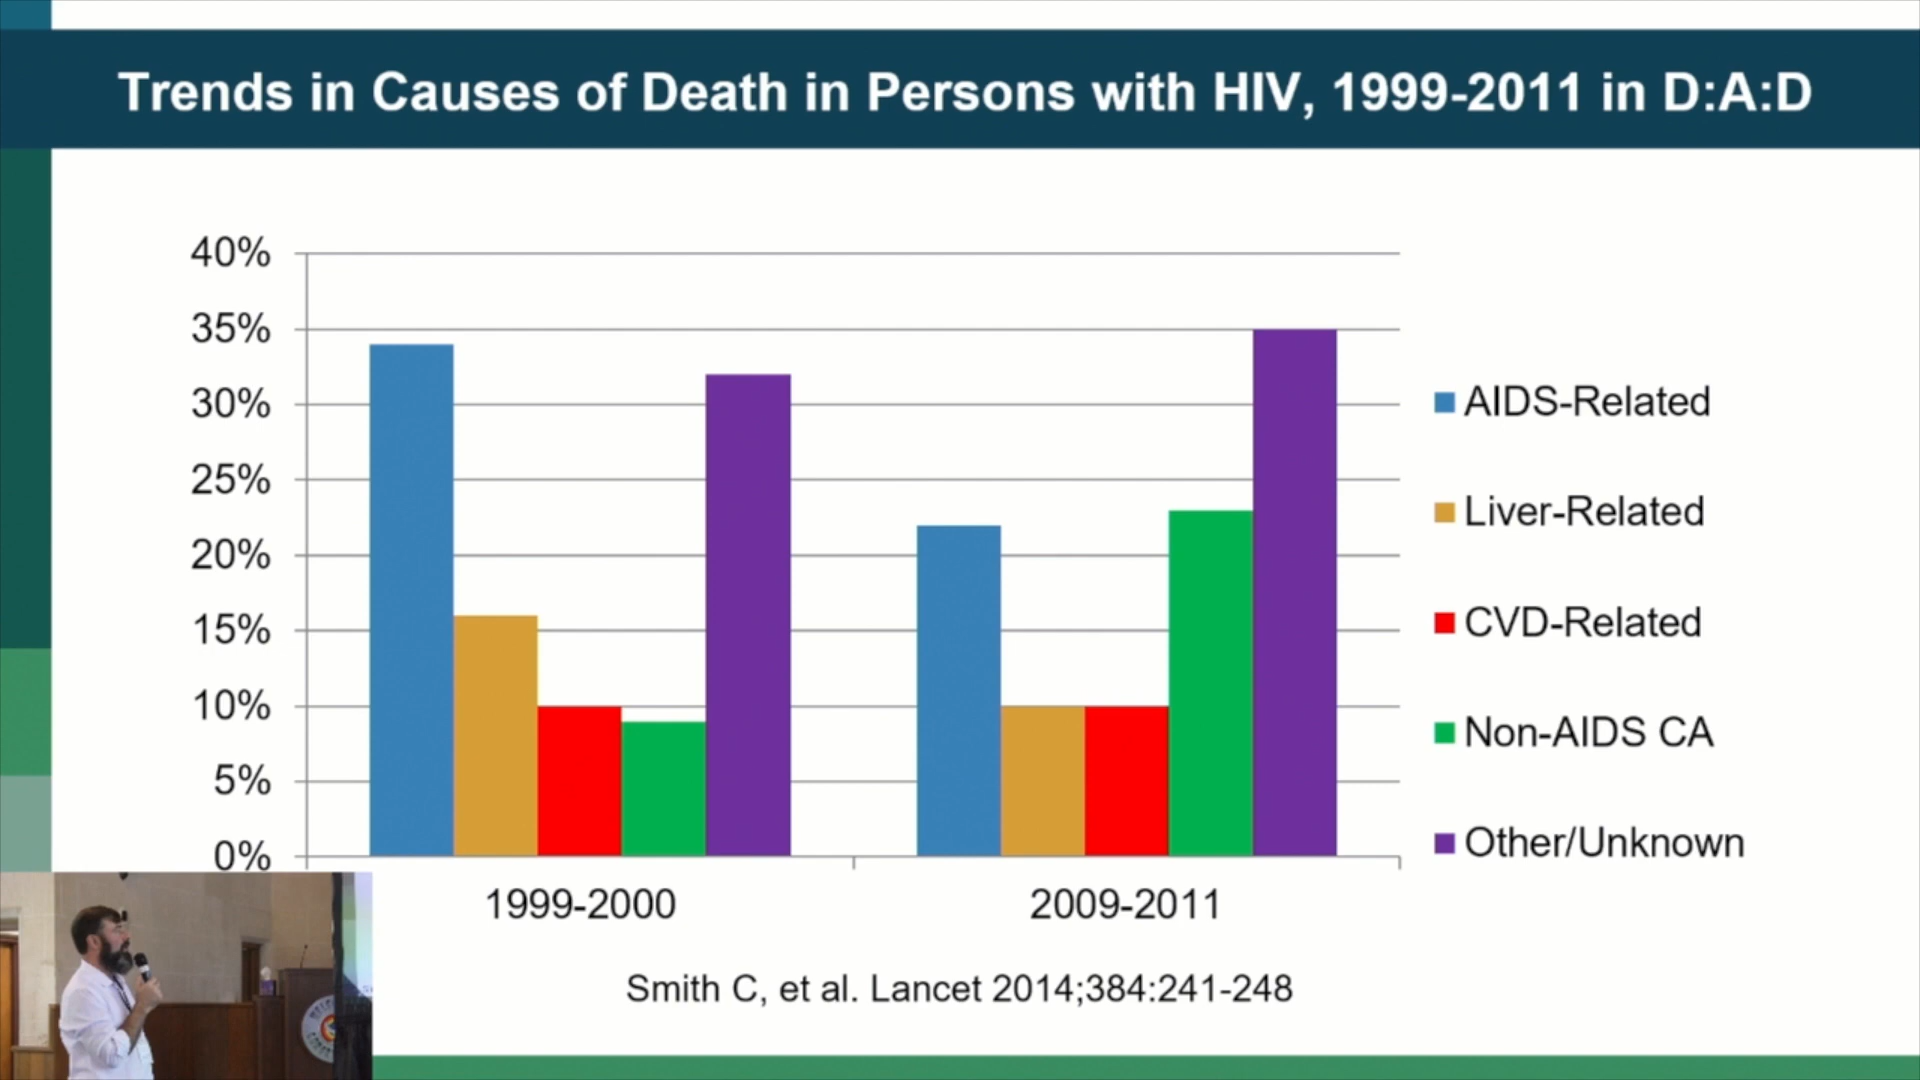 Trends in Causes of Death in Persons with HIV, 1999-2011 in D:A:D
40%
35%
30%
25%
20%
15%
10%
5%
0%
1999-2000
2009-2011
AIDS-Related
Liver-Related
CVD-Related
Non-AIDS CA
Other/Unknown
Smith C, et al. Lancet 2014;384:241-248